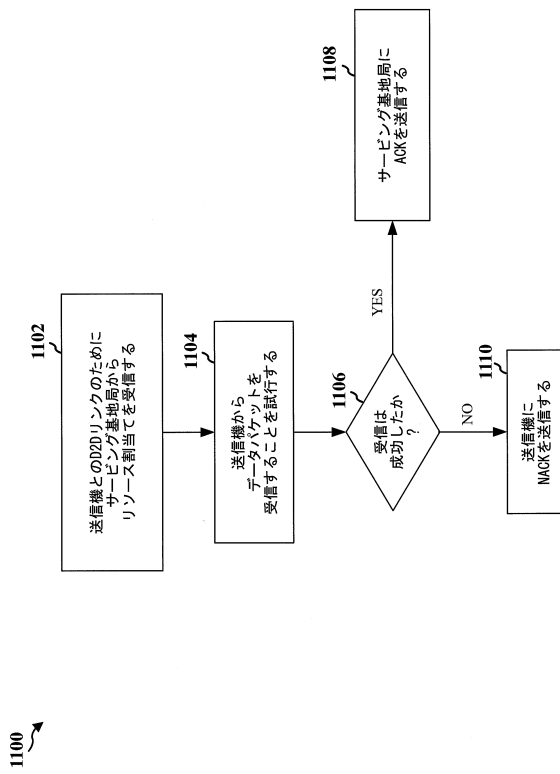 1100
1102
送信機とのD2Dリンクのために
サービング基地局から
リソース割当てを受信する
1104
送信機から
データパケットを
受信することを試行する
1106
受信は
成功したか
?
YES
1108
サービング基地局に
ACKを送信する
NO
1110
送信機に
NACKを送信する